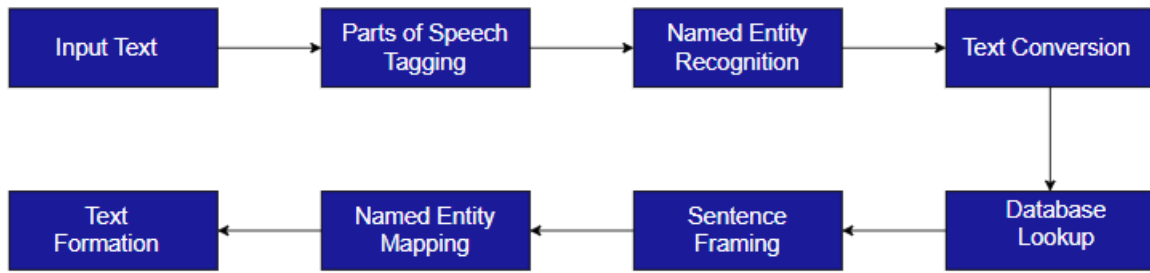 Input Text
Parts of Speech
Tagging
Named Entity
Recognition
Text Conversion
Database
Lookup
Sentence
Framing
Named Entity
Mapping
Text
Formation